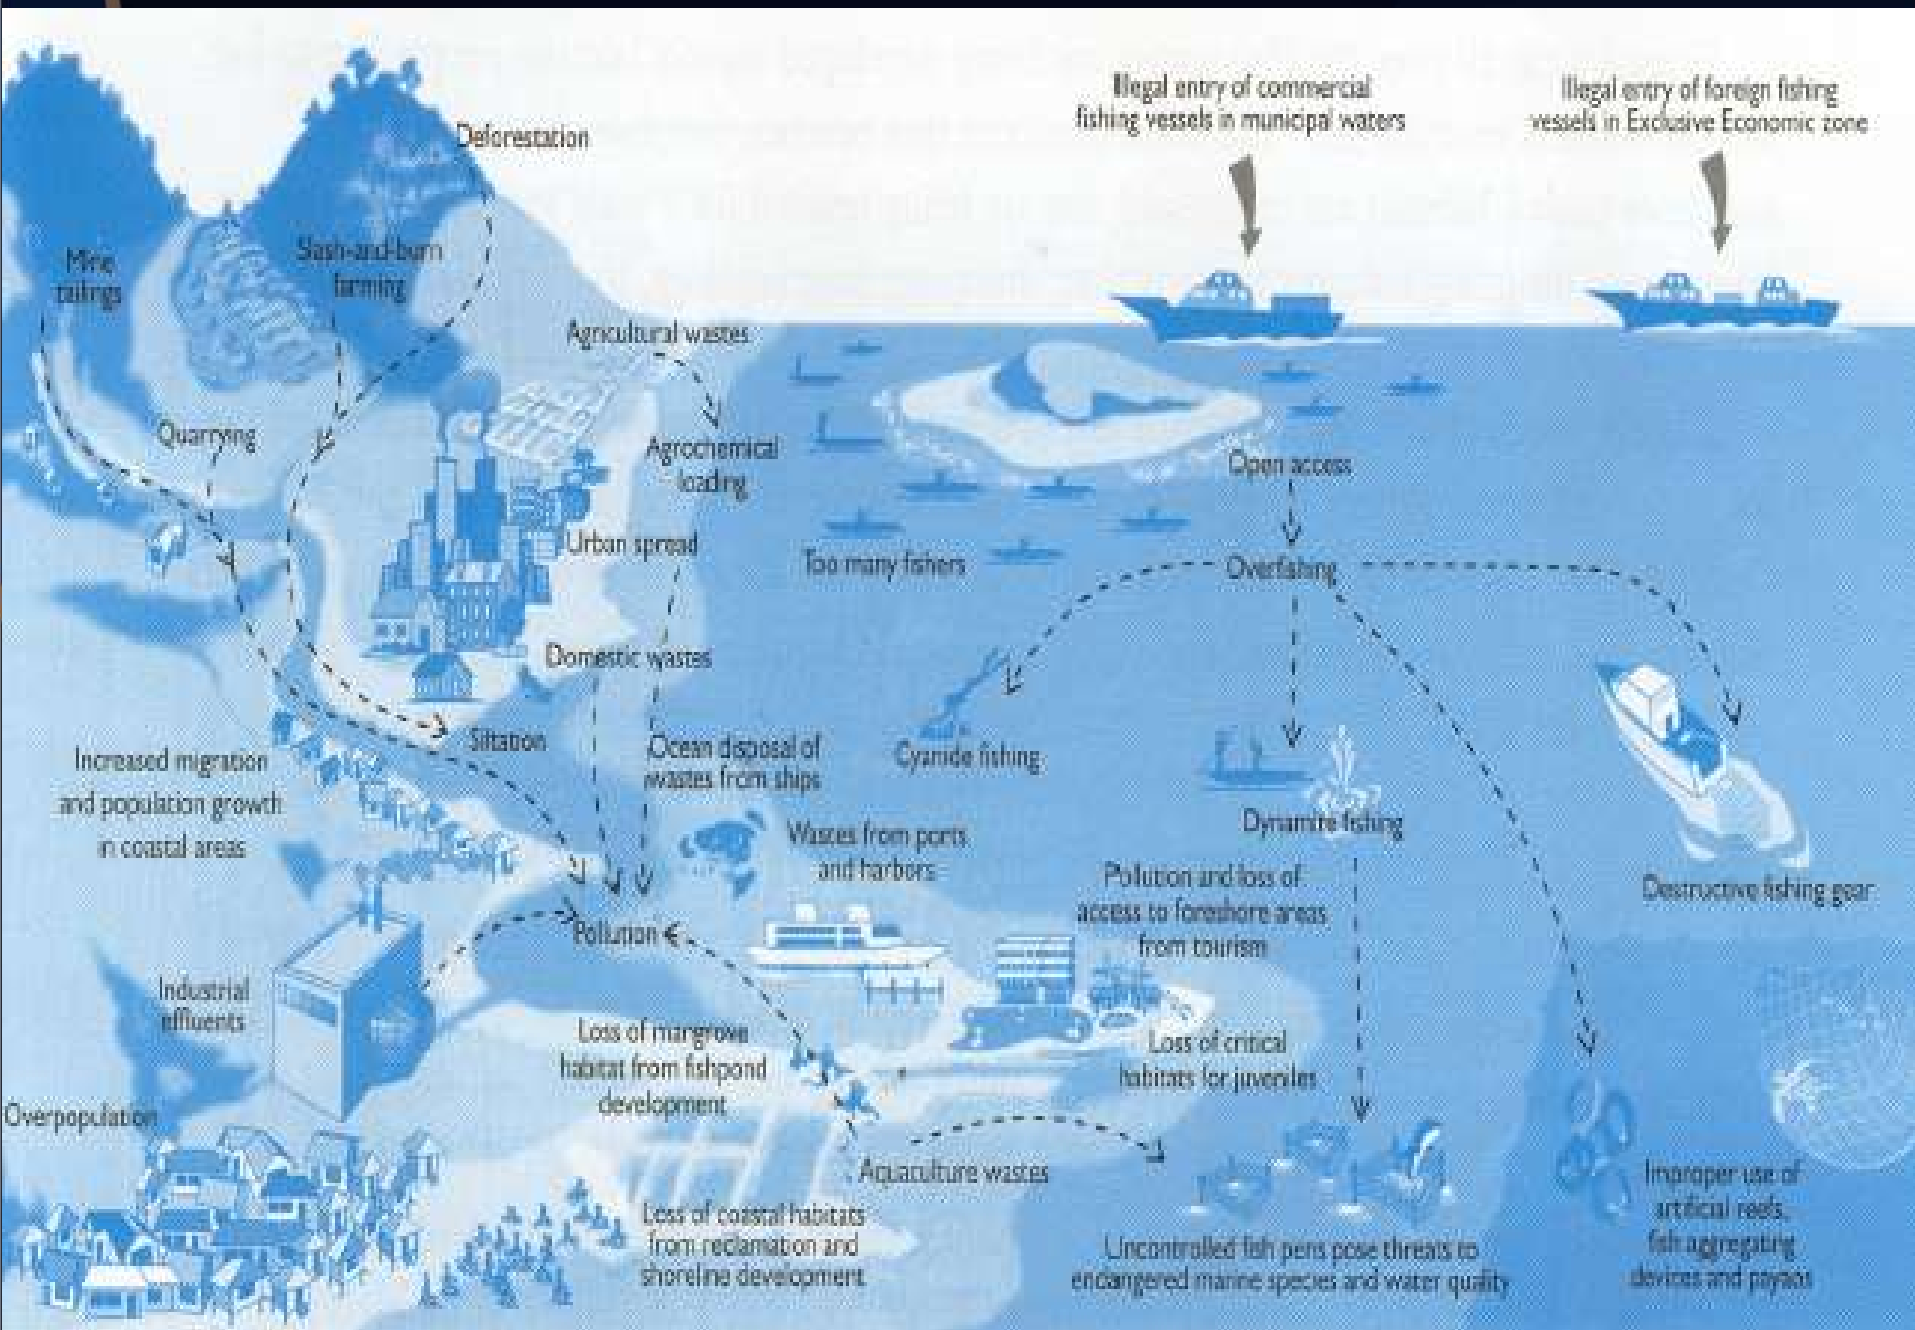 Deforestation
Illegal entry of commercial
fishing vessels in municipal waters
Illegal entry of foreign fishing
vessels in Exclusive Economic zone
Mine
tailings
Slash-and-burn
farming
Agricultural wastes
Quarrying
Agrochemical
loading
Open access
Urban spread
Too many fishers
Overfishing
Domestic wastes
Siltation
Ocean disposal of
wastes from ships
Cyanide fishing
Increased migration
and population growth
in coastal areas
Wastes from ports
and harbors
Dynamite fishing
Pollution and loss of
access to foreshore areas
from tourism
Destructive fishing gear
Pollution
Industrial
effluents
Loss of mangrove
habitat from fishpond
development
Loss of critical
habitats for juveniles
Overpopulation
Aquaculture wastes
Improper use of
artificial reefs,
fish aggregating
devices and payaos
Loss of coastal habitats
from reclamation and
shoreline development
Uncontrolled fish pens pose threats to
endangered marine species and water quality